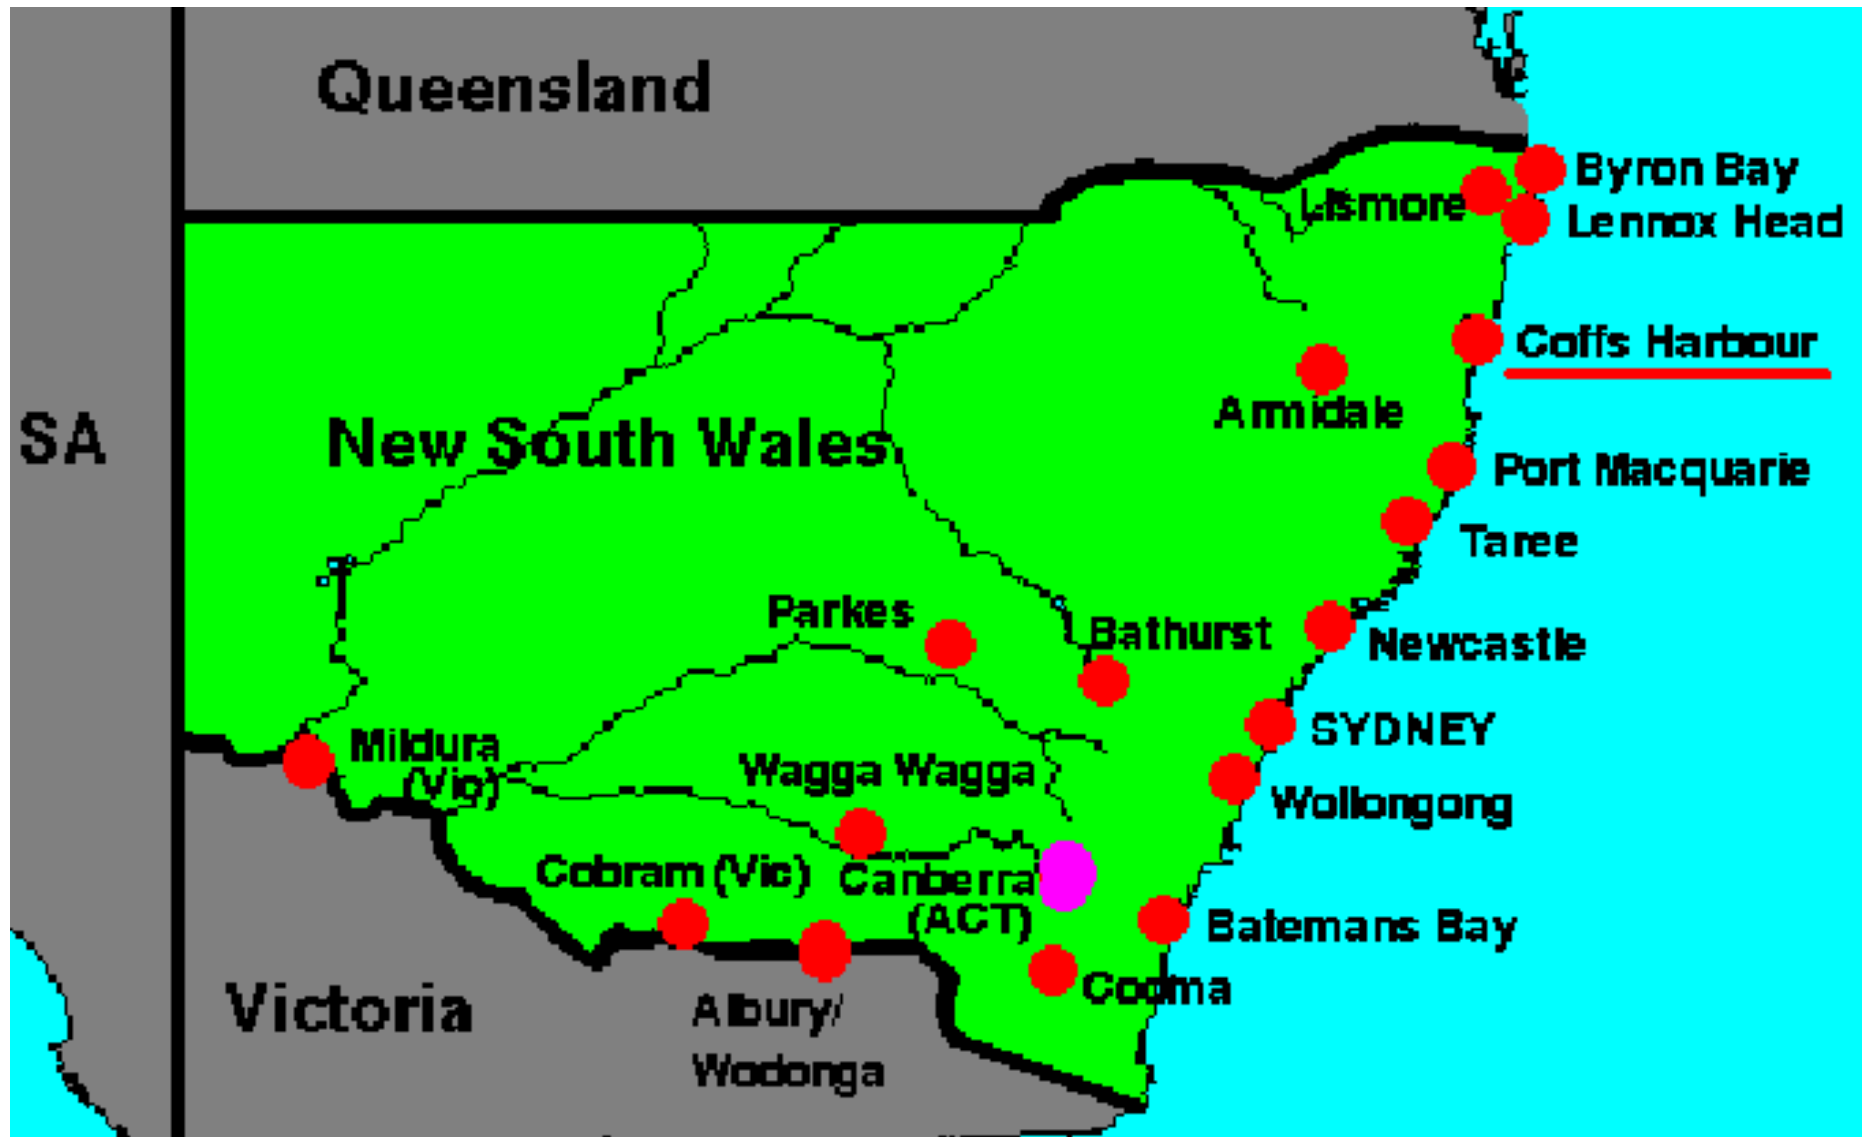 Queensland
Byron Bay
Lismore
Lennox Head
Coffs Harbour
Armidale
SA
New South Wales
Port Macquarie
Taree
Parkes
Bathurst
Newcastle
SYDNEY
Mildura
(Vic)
Wagga Wagga
Wollongong
Cobram (Vic)
Canberra
(ACT)
Batemans Bay
Cooma
Victoria
Albury/
Wodonga